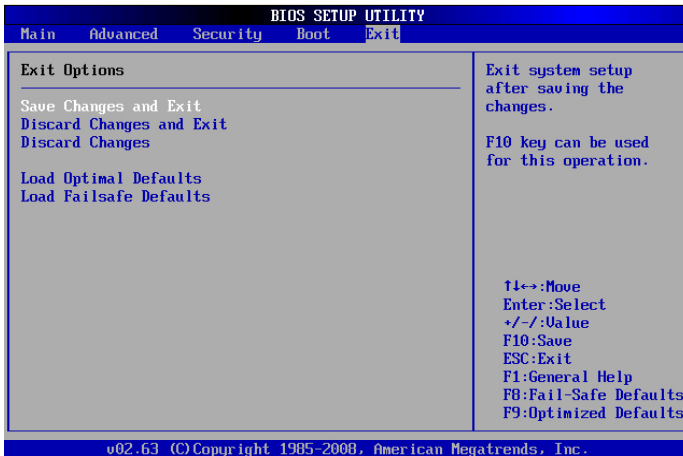 BIOS SETUP UTILITY
Main Advanced Security Boot Exit
Exit Options
Save Changes and Exit
Discard Changes and Exit
Discard Changes
Load Optimal Defaults
Load Failsafe Defaults
Exit system setup
after saving the
changes.
F10 key can be used
for this operation.
↑↓↔:Move
Enter:Select
+/-/:Value
F10:Save
ESC:Exit
F1:General Help
F8:Fail-Safe Defaults
F9:Optimized Defaults
v02.63 (C)Copyright 1985-2008, American Megatrends, Inc.